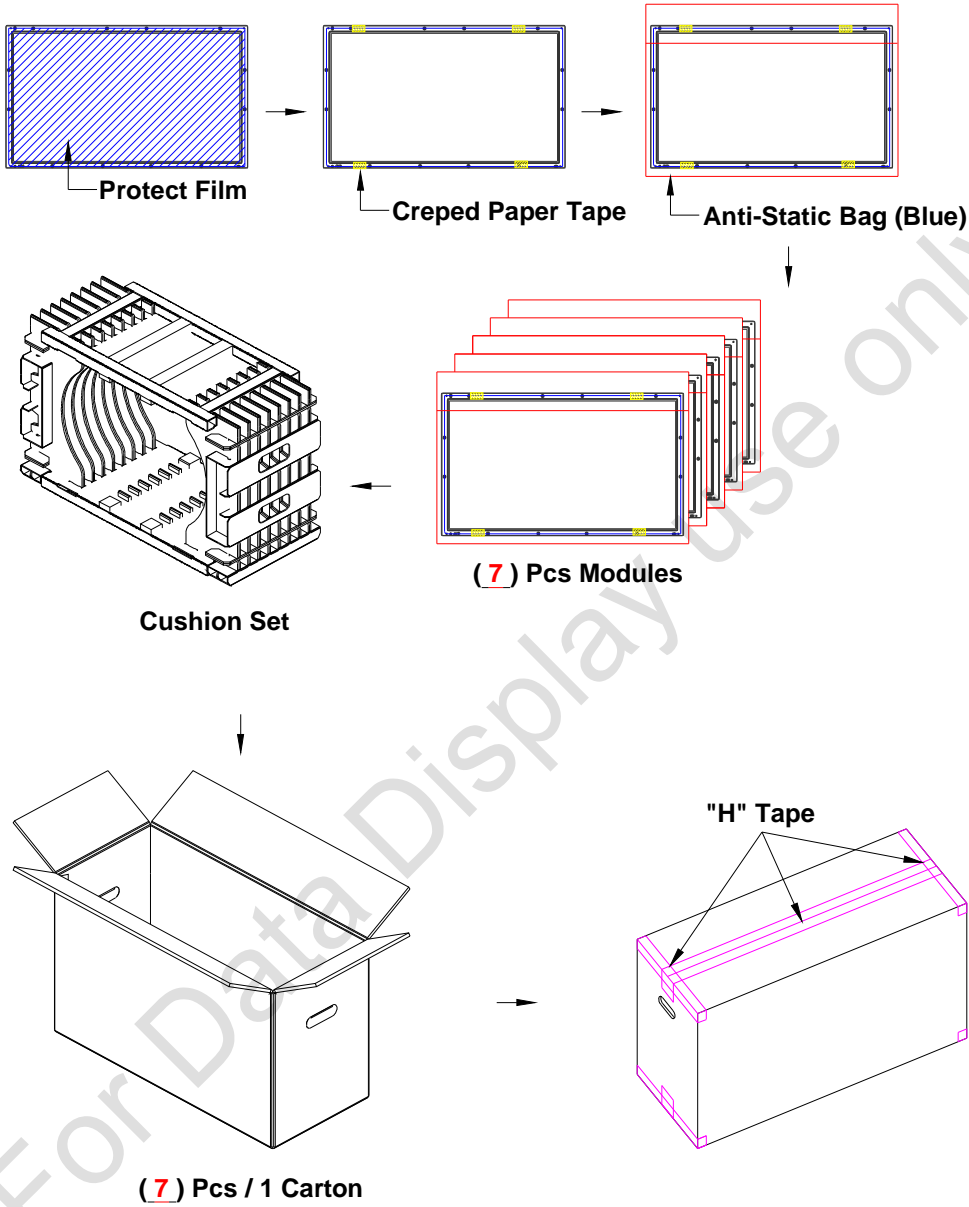 Protect Film
Creped Paper Tape
Anti-Static Bag (Blue)
( 7 ) Pcs Modules
Cushion Set
"H" Tape
( 7 ) Pcs / 1 Carton
For Data Display use only